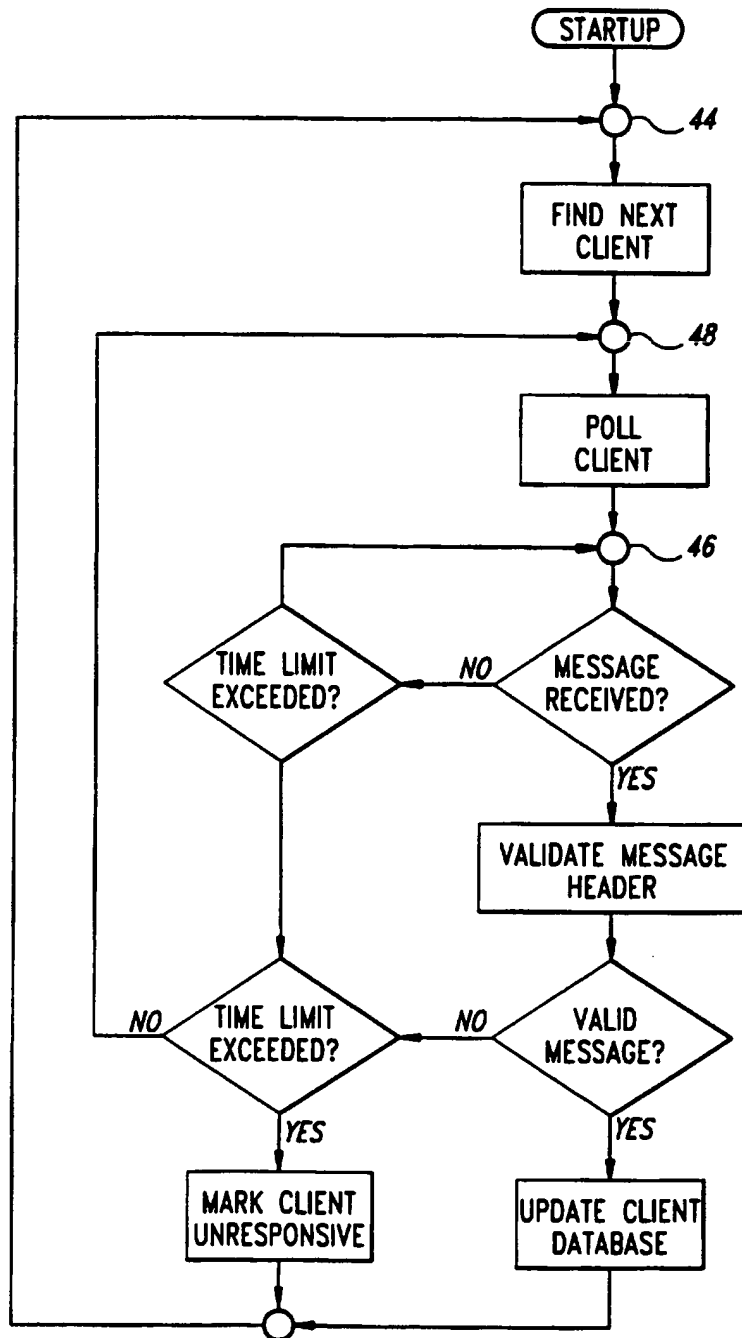 STARTUP
44
FIND NEXT
CLIENT
48
POLL
CLIENT
46
TIME LIMIT
EXCEEDED?
NO
MESSAGE
RECEIVED?
YES
VALIDATE MESSAGE
HEADER
NO
TIME LIMIT
EXCEEDED?
NO
VALID
MESSAGE?
YES
YES
MARK CLIENT
UNRESPONSIVE
UPDATE CLIENT
DATABASE